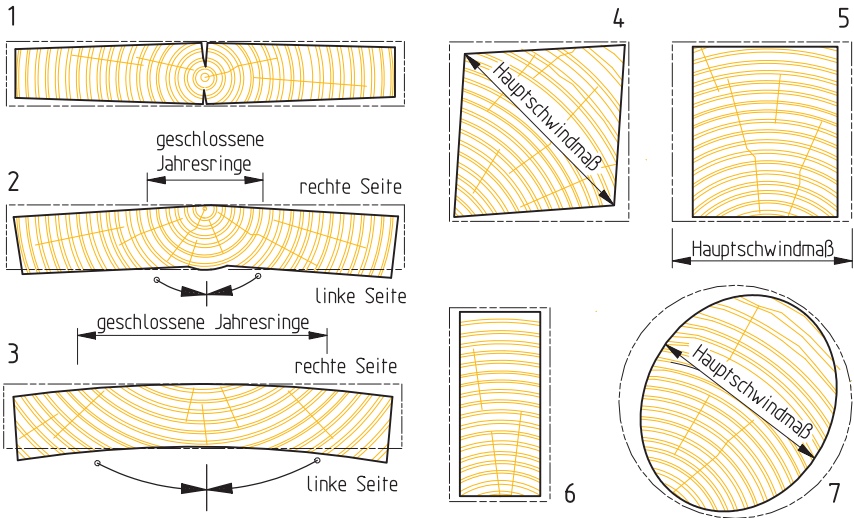 1
geschlossene
Jahresringe
2
rechte Seite
linke Seite
geschlossene Jahresringe
3
rechte Seite
linke Seite
4
Hauptschwindmaß
5
Hauptschwindmaß
6
Hauptschwindmaß
7